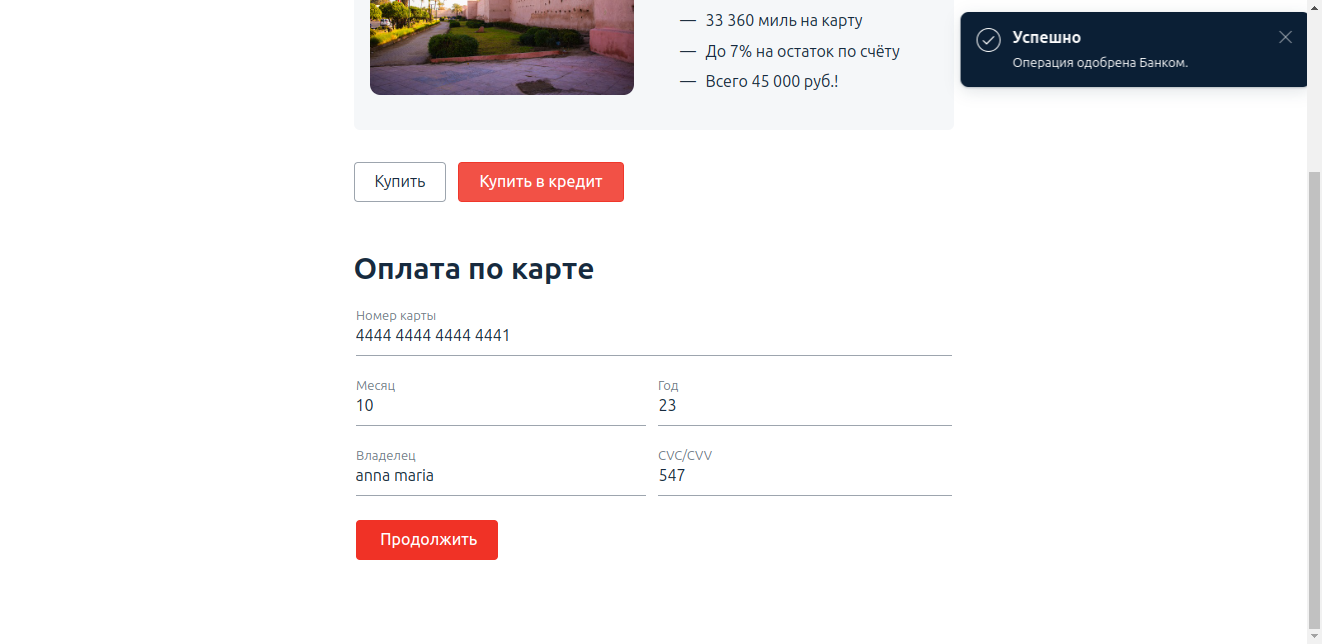 — 33 360 миль на карту
— До 7% на остаток по счёту
— Всего 45 000 руб.!
Успешно
Операция одобрена Банком.
Купить
Купить в кредит
Оплата по карте
Номер карты
4444 4444 4444 4441
Месяц
Год
10
23
Владелец
CVC/CVV
anna maria
547
Продолжить